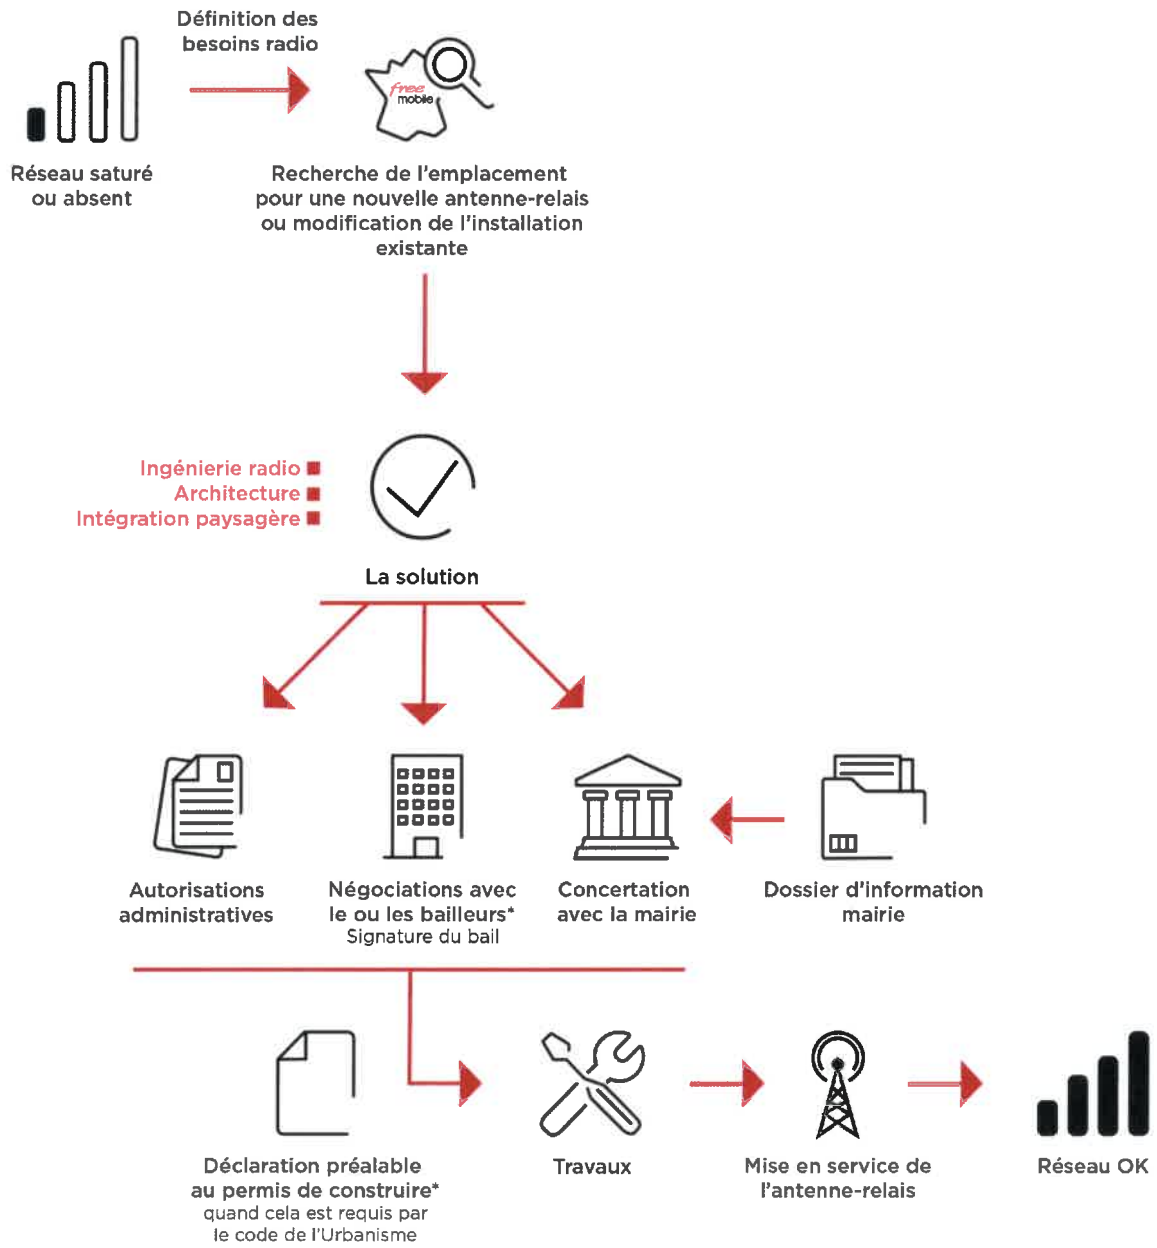 Définition des
besoins radio
free
mobile
Réseau saturé
ou absent
Recherche de l'emplacement
pour une nouvelle antenne-relais
ou modification de l'installation
existante
Ingénierie radio
Architecture
Intégration paysagère
La solution
Autorisations
administratives
Négociations avec
le ou les bailleurs*
Signature du bail
Concertation
avec la mairie
Dossier d'information
mairie
Déclaration préalable
au permis de construire*
quand cela est requis par
le code de l'Urbanisme
Travaux
Mise en service de
l'antenne-relais
Réseau OK